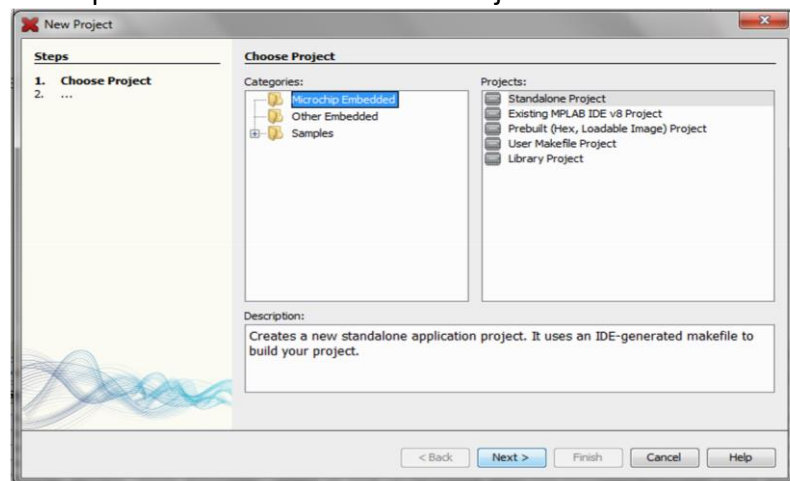 New Project
Steps
1. Choose Project
2. ...
Choose Project
Categories:
Microchip Embedded
Other Embedded
Samples
Projects:
Standalone Project
Existing MPLAB IDE v8 Project
Prebuilt (Hex, Loadable Image) Project
User Makefile Project
Library Project
Description:
Creates a new standalone application project. It uses an IDE-generated makefile to
build your project.
< Back
Next >
Finish
Cancel
Help